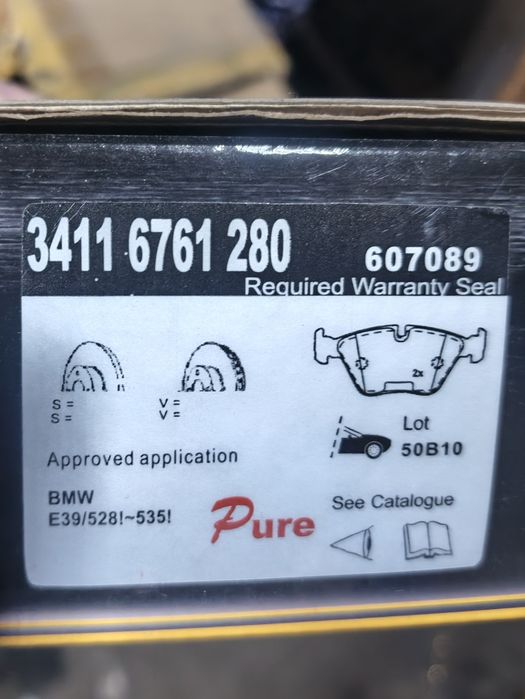 3411 6761 280
607089
Required Warranty Seal
S =
S =
V =
V =
2x
Lot
50B10
Approved application
BMW
E39/528!~535!
Pure
See Catalogue